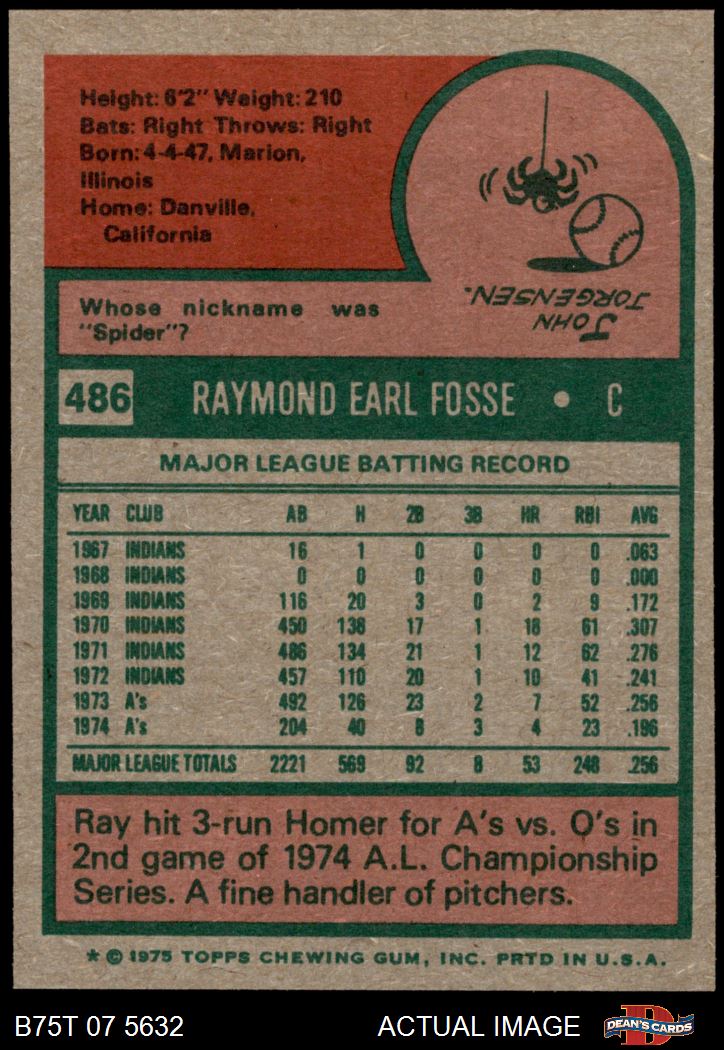 Height: 6'2" Weight: 210
Bats: Right Throws: Right
Born: 4-4-47, Marion,
Illinois
Home: Danville,
California
Whose nickname was
"Spider"?
JOHN
JORGENSEN.
486 RAYMOND EARL FOSSE • C
MAJOR LEAGUE BATTING RECORD
YEAR CLUB AB H 2B 3B HR RBI AVG
1967 INDIANS 16 1 0 0 0 0 .063
1968 INDIANS 0 0 0 0 0 0 .000
1969 INDIANS 116 20 3 0 2 9 .172
1970 INDIANS 450 138 17 1 18 61 .307
1971 INDIANS 486 134 21 1 12 62 .276
1972 INDIANS 457 110 20 1 10 41 .241
1973 A's 492 126 23 2 7 52 .256
1974 A's 204 40 8 3 4 23 .196
MAJOR LEAGUE TOTALS 2221 569 92 8 53 248 .256
Ray hit 3-run Homer for A's vs. O's in
2nd game of 1974 A.L. Championship
Series. A fine handler of pitchers.
* © 1975 TOPPS CHEWING GUM, INC. PRTD IN U.S.A.
B75T 07 5632 ACTUAL IMAGE D DEAN'S CARDS